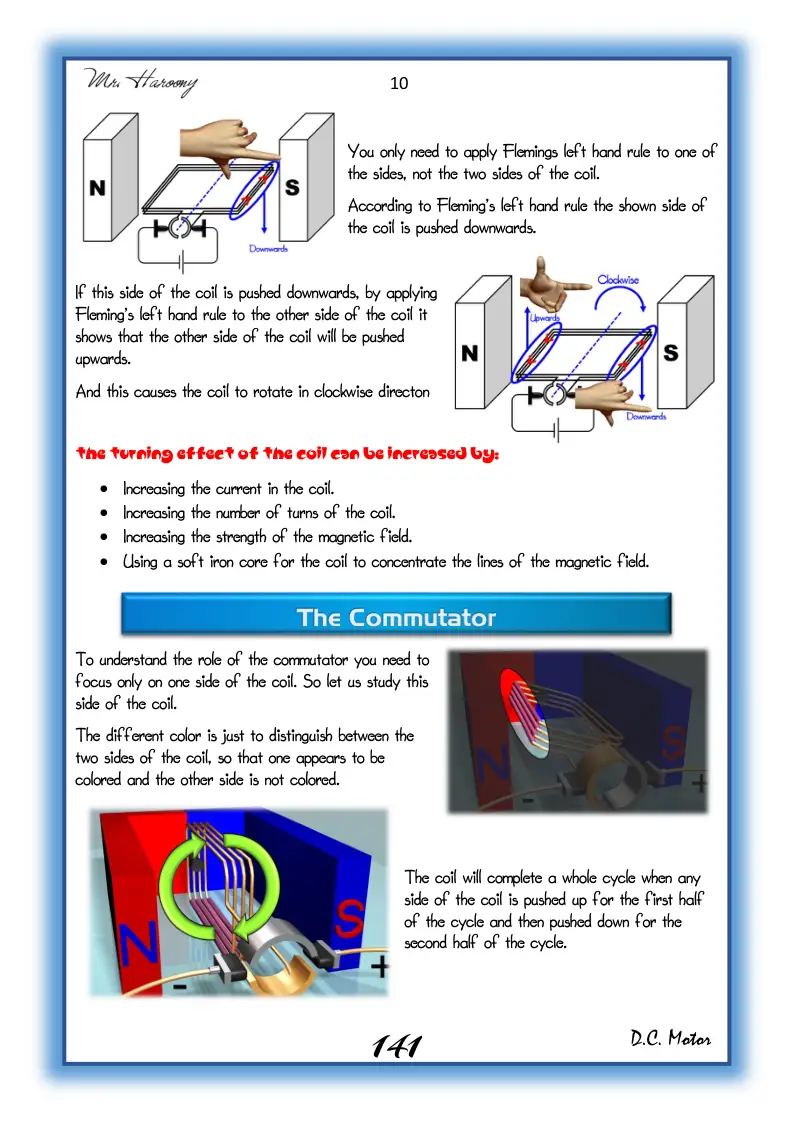 Mr. Haroony
10
You only need to apply Flemings left hand rule to one of
the sides, not the two sides of the coil.
According to Fleming's left hand rule the shown side of
the coil is pushed downwards.
N
S
Downwards
If this side of the coil is pushed downwards, by applying
Fleming's left hand rule to the other side of the coil it
shows that the other side of the coil will be pushed
upwards.
And this causes the coil to rotate in clockwise directon
Clockwise
Upwards
N
S
Downwards
the turning effect of the coil can be increased by:
• Increasing the current in the coil.
• Increasing the number of turns of the coil.
• Increasing the strength of the magnetic field.
• Using a soft iron core for the coil to concentrate the lines of the magnetic field.
The Commutator
To understand the role of the commutator you need to
focus only on one side of the coil. So let us study this
side of the coil.
The different color is just to distinguish between the
two sides of the coil, so that one appears to be
colored and the other side is not colored.
N
S
-
+
The coil will complete a whole cycle when any
side of the coil is pushed up for the first half
of the cycle and then pushed down for the
second half of the cycle.
N
S
-
+
141
D.C. Motor